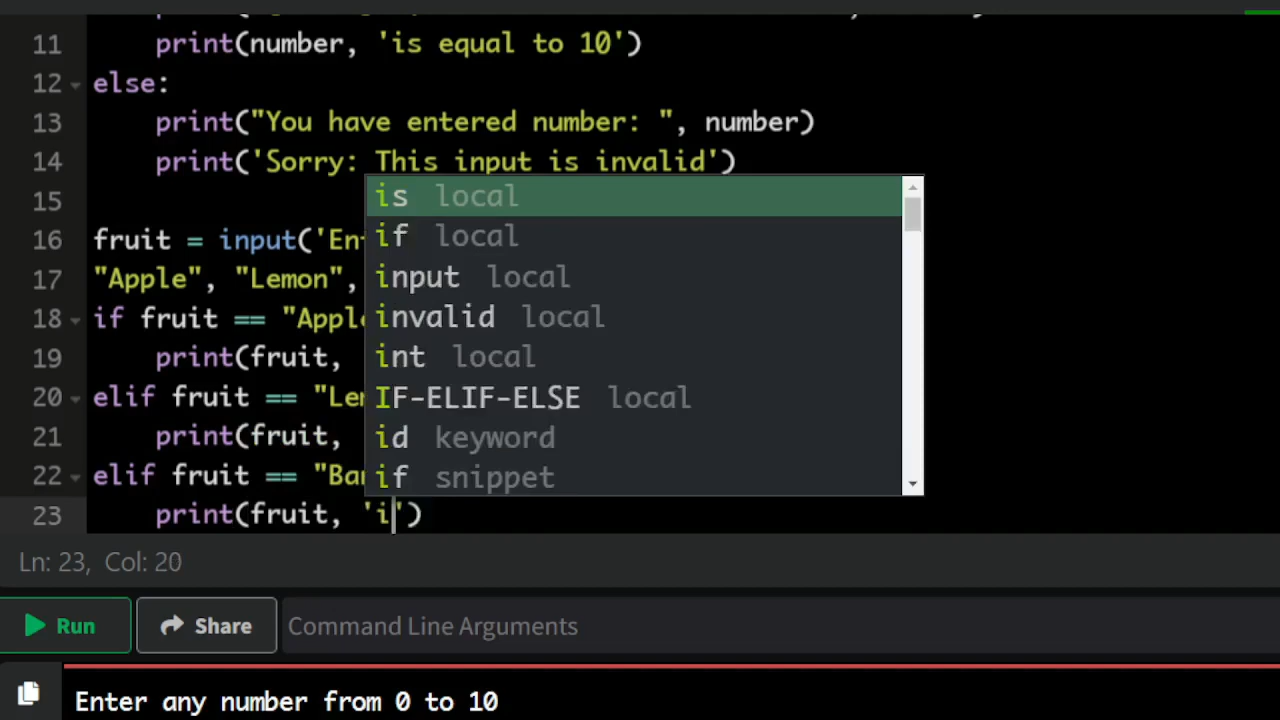 11 print(number, 'is equal to 10')
12 else:
13 print("You have entered number: ", number)
14 print('Sorry: This input is invalid')
15
is local
16 fruit = input('Ent
if local
17 "Apple", "Lemon",
input local
18 if fruit == "Apple
invalid local
19 print(fruit,
int local
20 elif fruit == "Lem
IF-ELIF-ELSE local
21 print(fruit,
id keyword
22 elif fruit == "Ban
if snippet
23 print(fruit, 'i')
Ln: 23, Col: 20
Run Share Command Line Arguments
Enter any number from 0 to 10